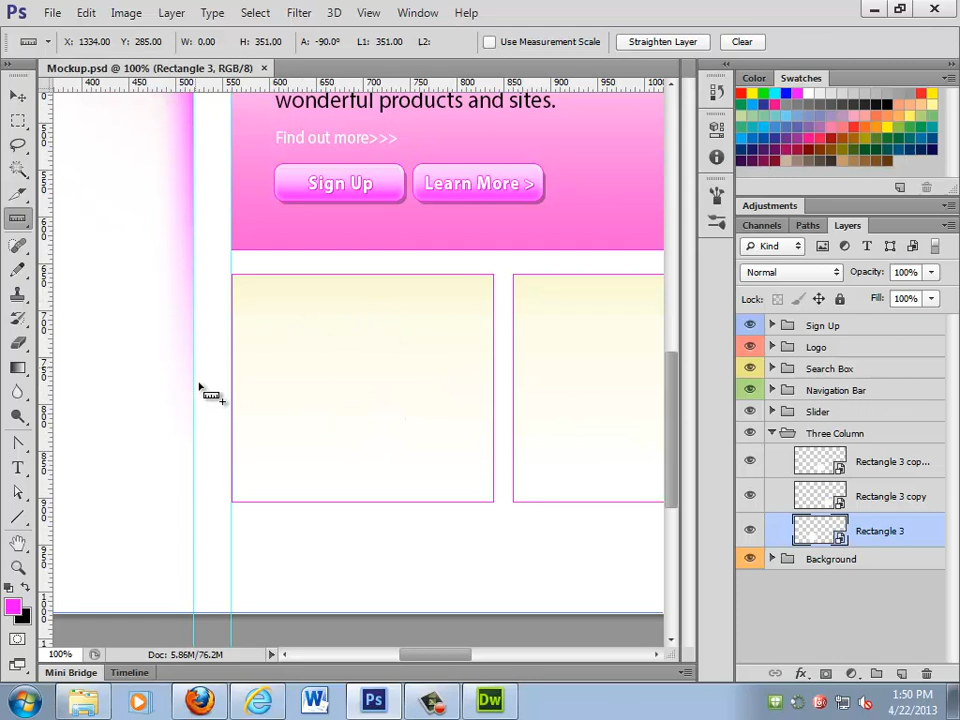 Ps File Edit Image Layer Type Select Filter 3D View Window Help
X: 1334.00 Y: 285.00 W: 0.00 H: 351.00 A: -90.0° L1: 351.00 L2: Use Measurement Scale Straighten Layer Clear
Mockup.psd @ 100% (Rectangle 3, RGB/8) ×
400 450 500 550 600 650 700 750 800 850 900 950 1000
wonderful products and sites.
Find out more>>>
Sign Up
Learn More >
Color Swatches
Adjustments
Channels Paths Layers
Kind
Normal Opacity: 100%
Lock: Fill: 100%
Sign Up
Logo
Search Box
Navigation Bar
Slider
Three Column
Rectangle 3 cop...
Rectangle 3 copy
Rectangle 3
Background
100% Doc: 5.86M/76.2M
Mini Bridge Timeline
W Ps Dw
1:50 PM
4/22/2013